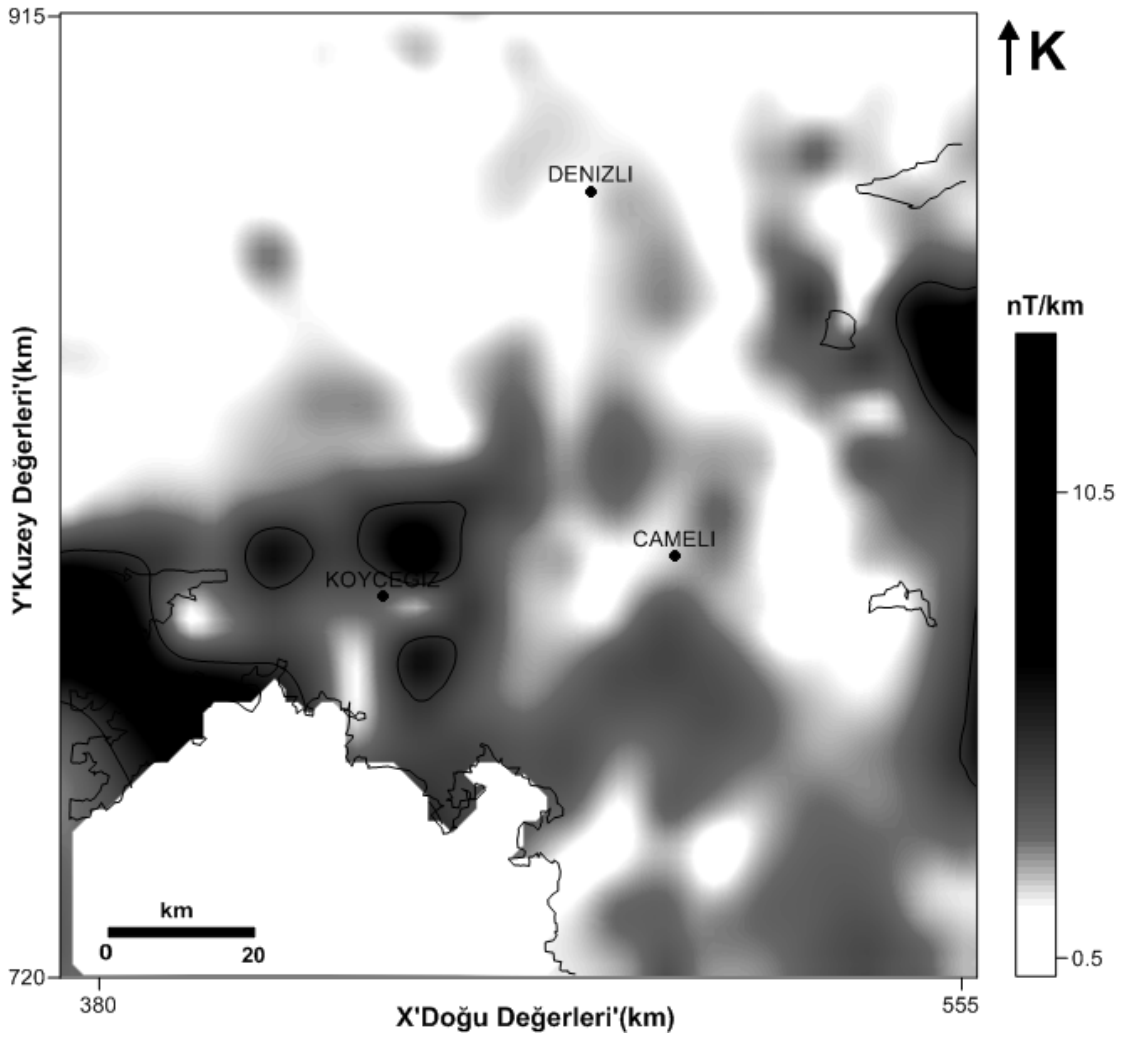 915
K
DENIZLI
nT/km
Y'Kuzey Değerleri'(km)
10.5
CAMELI
KOYCEGIZ
km
0 20
0.5
720
380
555
X'Doğu Değerleri'(km)